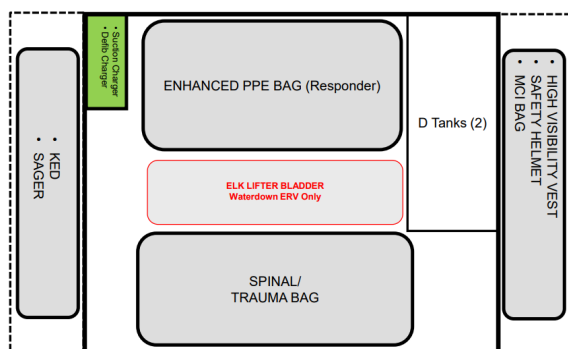 • Suction Charger
• Defib Charger
ENHANCED PPE BAG (Responder)
D Tanks (2)
• HIGH VISIBILITY VEST
• SAFETY HELMET
• MCI BAG
• KED
• SAGER
ELK LIFTER BLADDER
Waterdown ERV Only
SPINAL/
TRAUMA BAG